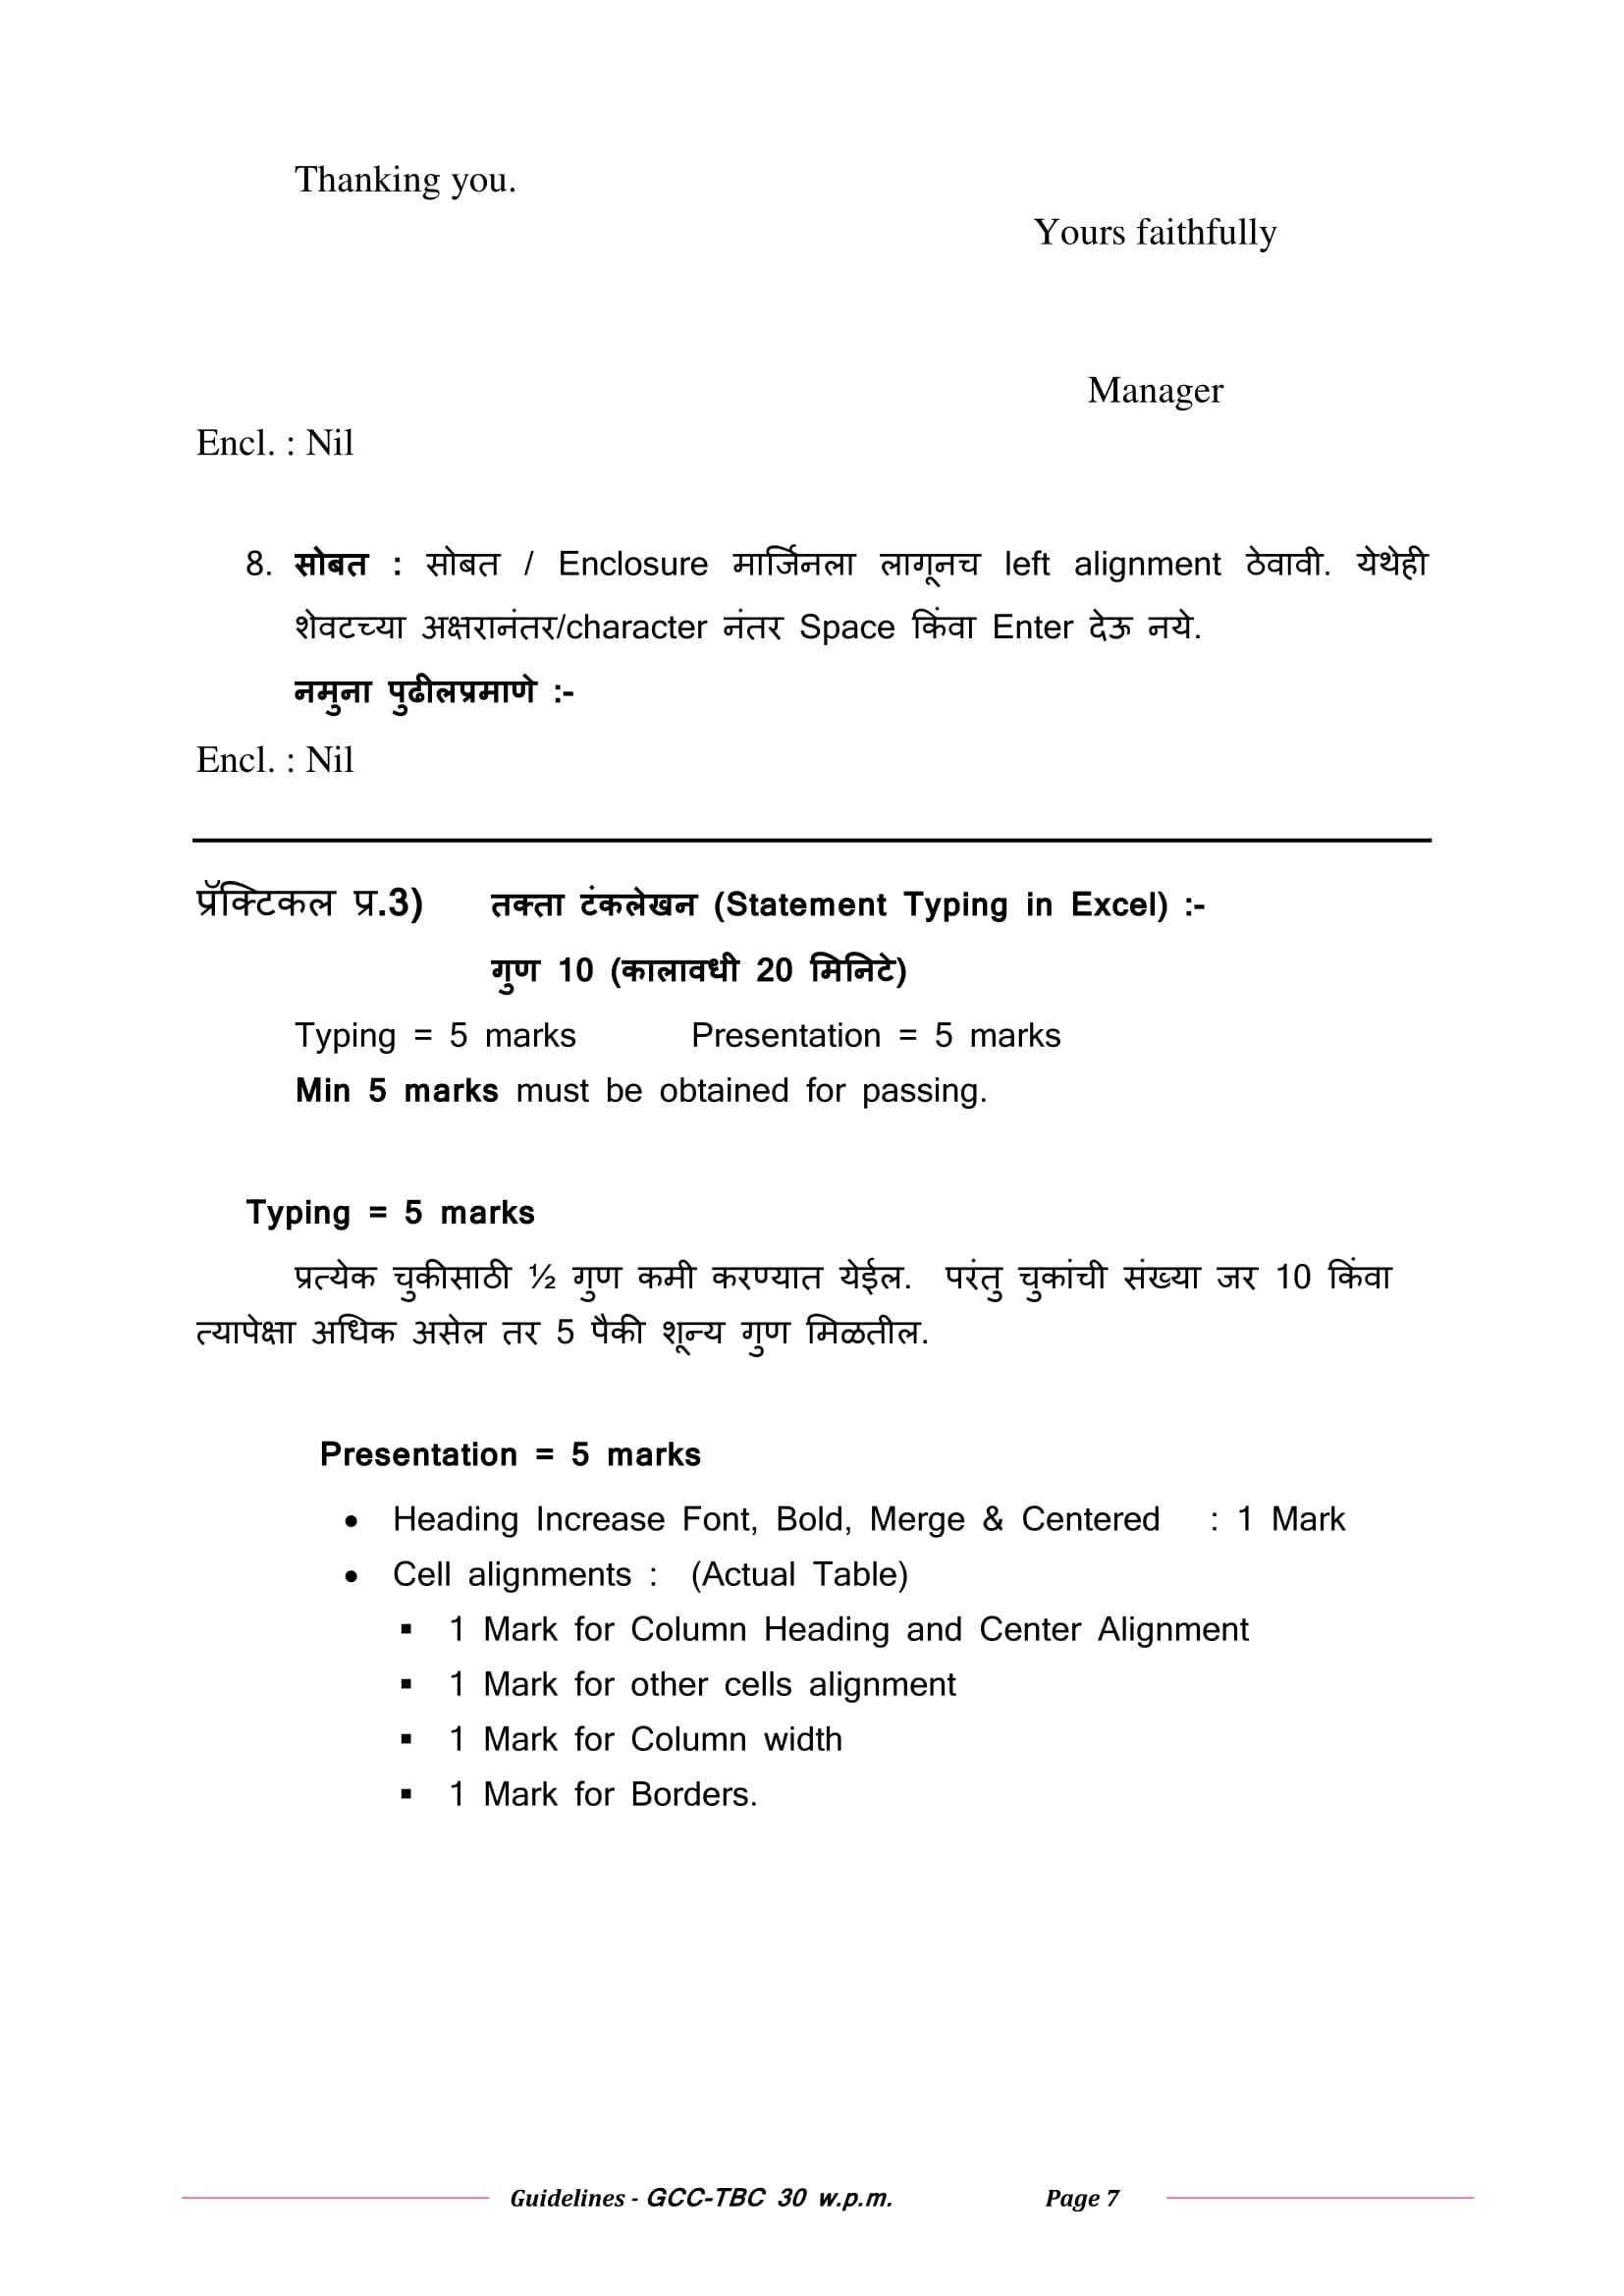 Thanking you.
Yours faithfully
Manager
Encl. : Nil
8. सोबत : सोबत / Enclosure मार्जिनला लागूनच left alignment ठेवावी. येथेही
शेवटच्या अक्षरानंतर/character नंतर Space किंवा Enter देऊ नये.
नमुना पुढीलप्रमाणे :-
Encl. : Nil
प्रॅक्टिकल प्र.3) तक्ता टंकलेखन (Statement Typing in Excel) :-
गुण 10 (कालावधी 20 मिनिटे)
Typing = 5 marks Presentation = 5 marks
Min 5 marks must be obtained for passing.
Typing = 5 marks
प्रत्येक चुकीसाठी ½ गुण कमी करण्यात येईल. परंतु चुकांची संख्या जर 10 किंवा
त्यापेक्षा अधिक असेल तर 5 पैकी शून्य गुण मिळतील.
Presentation = 5 marks
• Heading Increase Font, Bold, Merge & Centered : 1 Mark
• Cell alignments : (Actual Table)
▪ 1 Mark for Column Heading and Center Alignment
▪ 1 Mark for other cells alignment
▪ 1 Mark for Column width
▪ 1 Mark for Borders.
Guidelines - GCC-TBC 30 w.p.m. Page 7